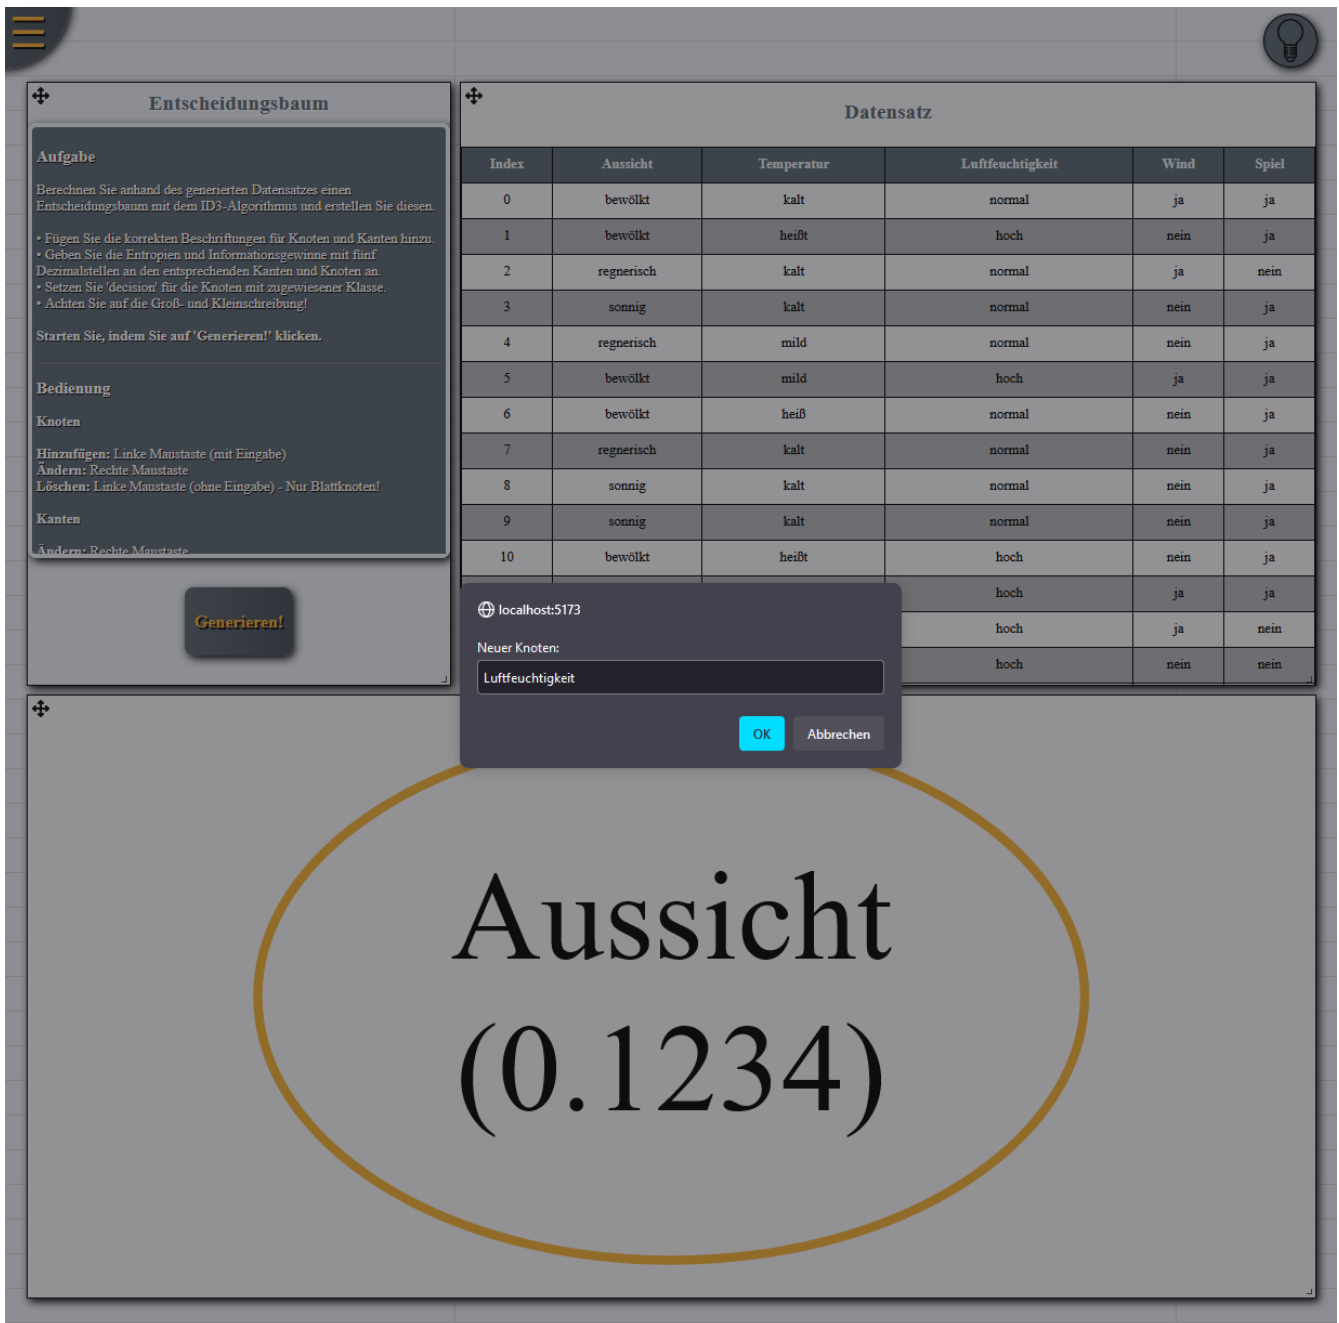 Entscheidungsbaum
Aufgabe
Berechnen Sie anhand des generierten Datensatzes einen
Entscheidungsbaum mit dem ID3-Algorithmus und erstellen Sie diesen.
• Fügen Sie die korrekten Beschriftungen für Knoten und Kanten hinzu.
• Geben Sie die Entropien und Informationsgewinne mit fünf
Dezimalstellen an den entsprechenden Kanten und Knoten an.
• Setzen Sie 'decision' für die Knoten mit zugewiesener Klasse.
• Achten Sie auf die Groß- und Kleinschreibung!
Starten Sie, indem Sie auf 'Generieren!' klicken.
Bedienung
Knoten
Hinzufügen: Linke Maustaste (mit Eingabe)
Ändern: Rechte Maustaste
Löschen: Linke Maustaste (ohne Eingabe) - Nur Blattknoten!
Kanten
Ändern: Rechte Maustaste
Generieren!
Datensatz
Index Aussicht Temperatur Luftfeuchtigkeit Wind Spiel
0 bewölkt kalt normal ja ja
1 bewölkt heißt hoch nein ja
2 regnerisch kalt normal ja nein
3 sonnig kalt normal nein ja
4 regnerisch mild normal nein ja
5 bewölkt mild hoch ja ja
6 bewölkt heiß normal nein ja
7 regnerisch kalt normal nein ja
8 sonnig kalt normal nein ja
9 sonnig kalt normal nein ja
10 bewölkt heißt hoch nein ja
hoch ja ja
hoch ja nein
hoch nein nein
localhost:5173
Neuer Knoten:
Luftfeuchtigkeit
OK Abbrechen
Aussicht
(0.1234)